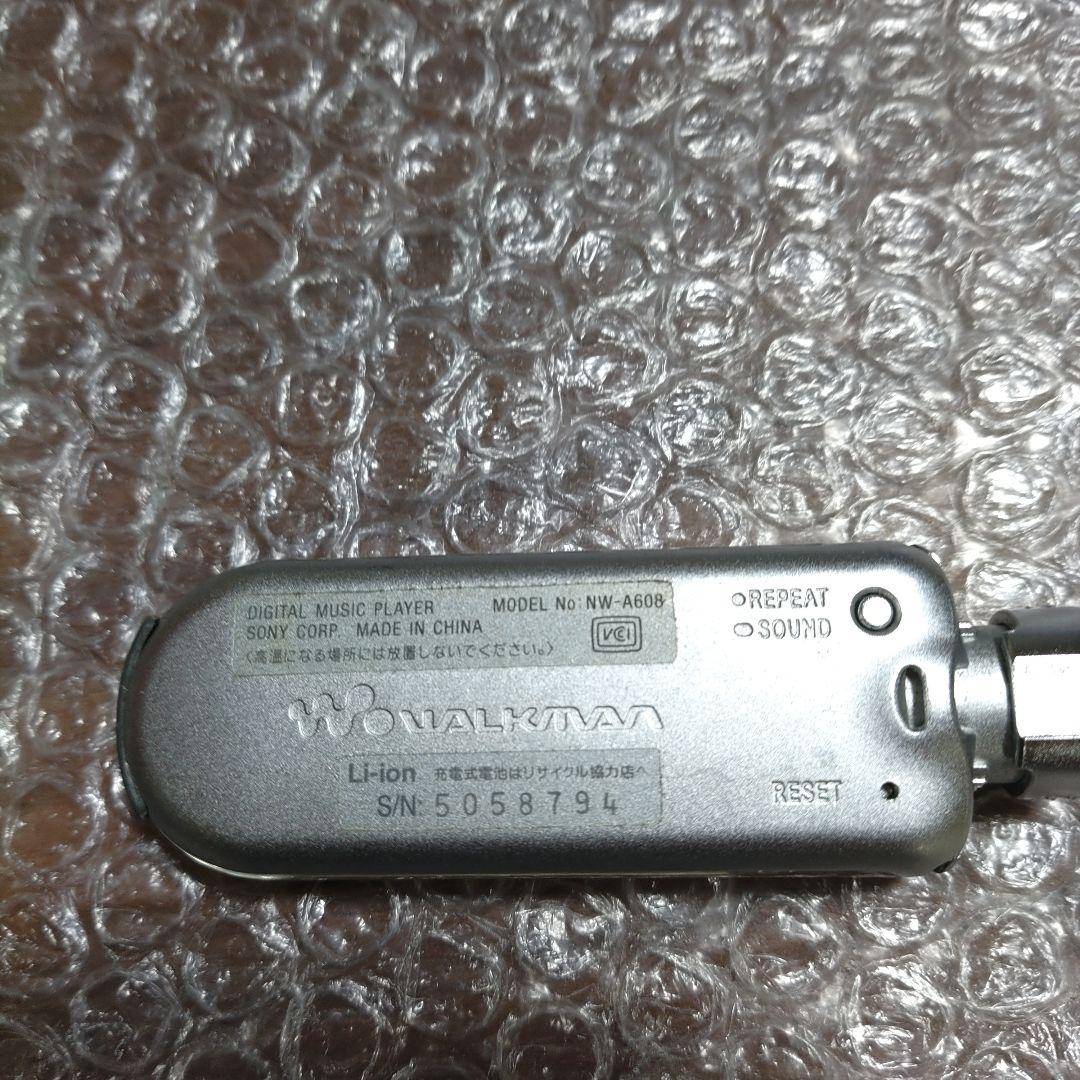 DIGITAL MUSIC PLAYER MODEL No: NW-A608
SONY CORP. MADE IN CHINA
VCI
〈高温になる場所には放置しないでください。〉
REPEAT
SOUND
WALKMAN
Li-ion 充電式電池はリサイクル協力店へ
S/N: 5058794
RESET